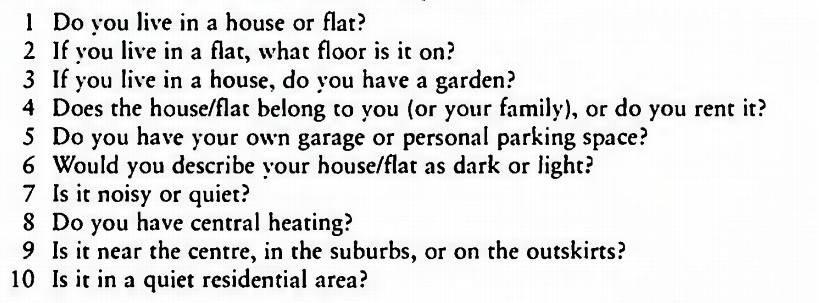 1 Do you live in a house or flat?
2 If you live in a flat, what floor is it on?
3 If you live in a house, do you have a garden?
4 Does the house/flat belong to you (or your family), or do you rent it?
5 Do you have your own garage or personal parking space?
6 Would you describe your house/flat as dark or light?
7 Is it noisy or quiet?
8 Do you have central heating?
9 Is it near the centre, in the suburbs, or on the outskirts?
10 Is it in a quiet residential area?